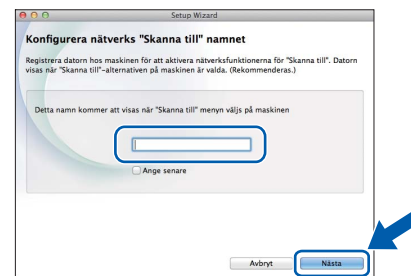 Setup Wizard
Konfigurera nätverks "Skanna till" namnet
Registrera datorn hos maskinen för att aktivera nätverksfunktionerna för "Skanna till". Datorn
visas när "Skanna till"-alternativen på maskinen är valda. (Rekommenderas.)
Detta namn kommer att visas när "Skanna till" menyn väljs på maskinen
Ange senare
Avbryt
Nästa